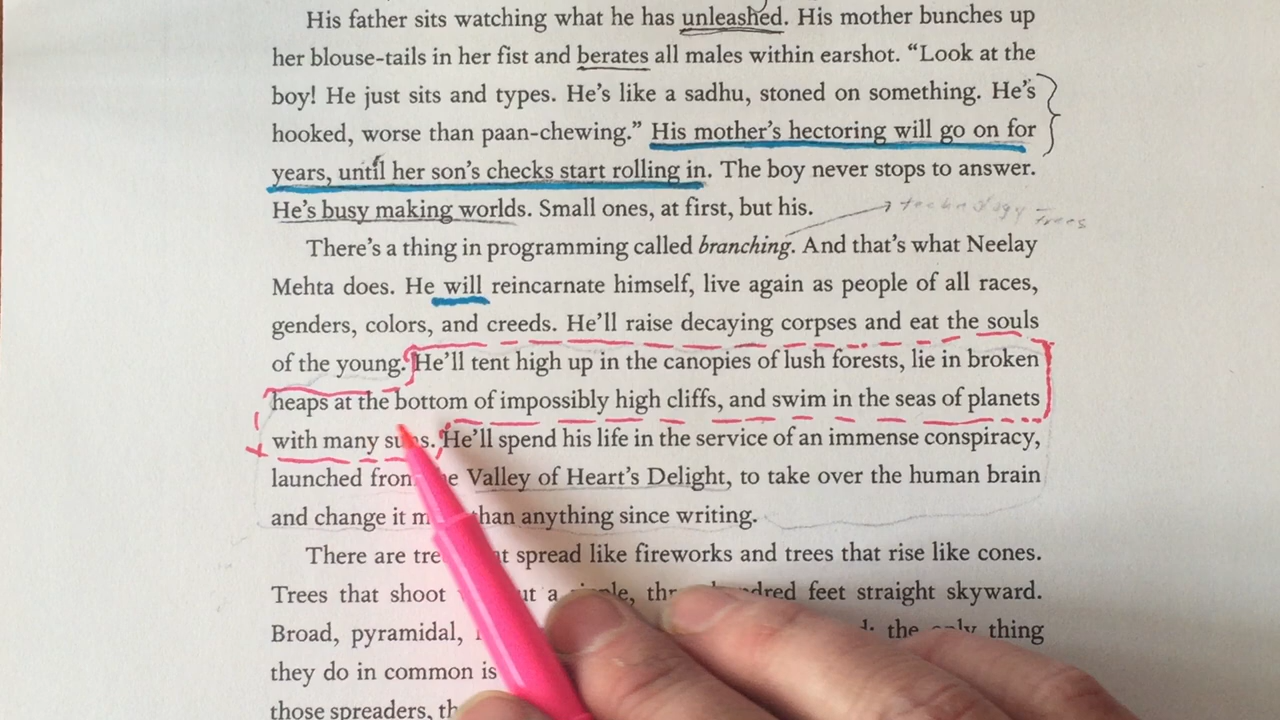 His father sits watching what he has unleashed. His mother bunches up
her blouse-tails in her fist and berates all males within earshot. “Look at the
boy! He just sits and types. He’s like a sadhu, stoned on something. He’s
hooked, worse than paan-chewing.” His mother’s hectoring will go on for
years, until her son’s checks start rolling in. The boy never stops to answer.
He’s busy making worlds. Small ones, at first, but his.
technology
trees
There’s a thing in programming called branching. And that’s what Neelay
Mehta does. He will reincarnate himself, live again as people of all races,
genders, colors, and creeds. He’ll raise decaying corpses and eat the souls
of the young. He’ll tent high up in the canopies of lush forests, lie in broken
heaps at the bottom of impossibly high cliffs, and swim in the seas of planets
with many suns. He’ll spend his life in the service of an immense conspiracy,
launched from Valley of Heart’s Delight, to take over the human brain
and change it than anything since writing.
There are spread like fireworks and trees that rise like cones.
Trees that shoot a feet straight skyward.
Broad, pyramidal, the only thing
they do in common is
those spreaders,